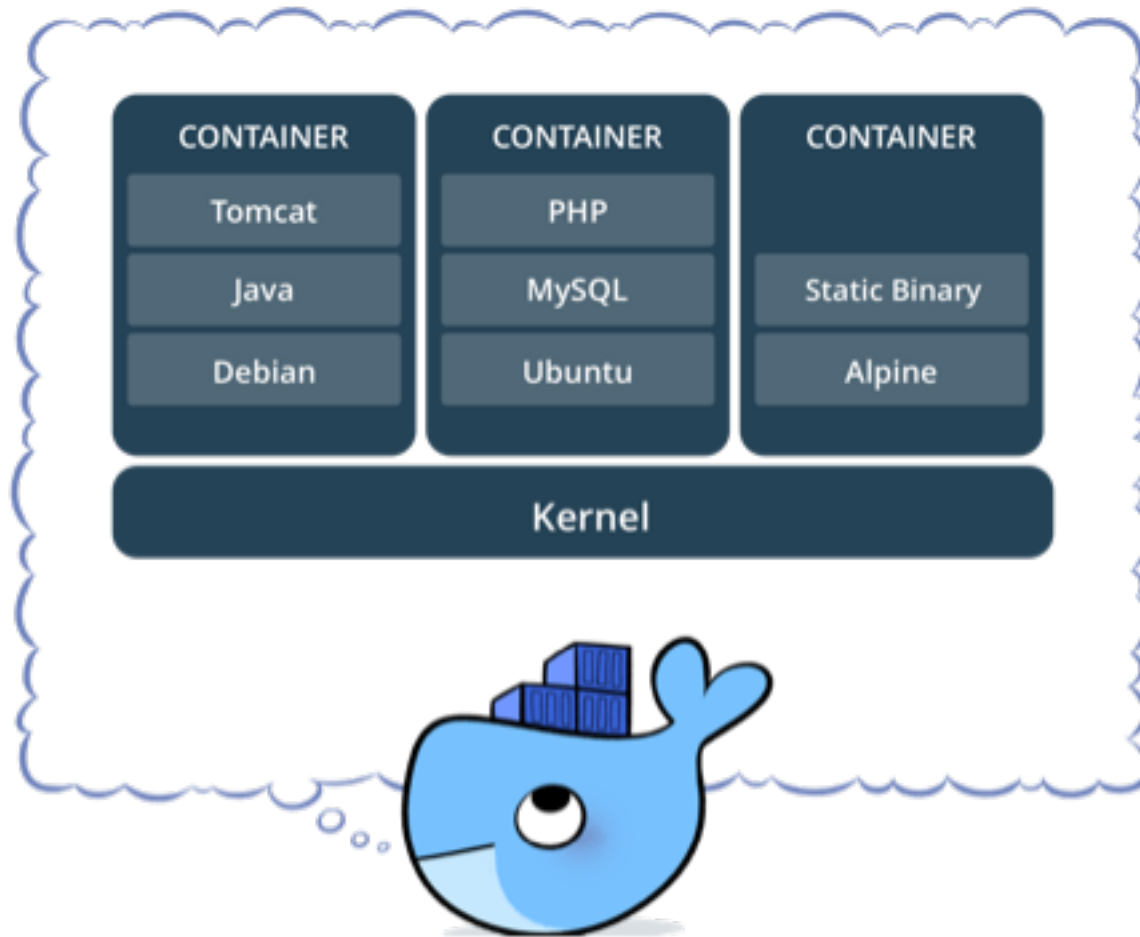 CONTAINER
Tomcat
Java
Debian
CONTAINER
PHP
MySQL
Ubuntu
CONTAINER
Static Binary
Alpine
Kernel